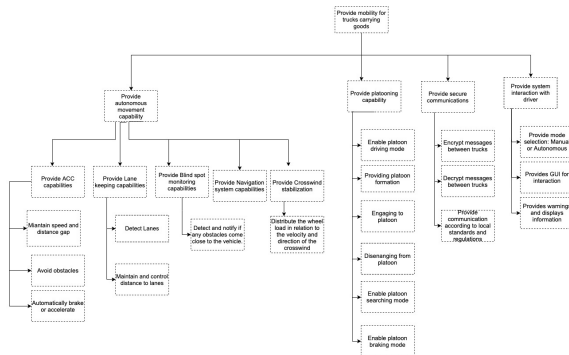 Provide mobility for
trucks carrying
goods
Provide
autonomous
movement
capability
Provide platooning
capability
Provide secure
communications
Provide system
interaction with
driver
Provide ACC
capabilities
Provide Lane
keeping capabilities
Provide Blind spot
monitoring
capabilities
Provide Navigation
system capabilities
Provide Crosswind
stabilization
Miantain speed and
distance gap
Avoid obstacles
Automatically brake
or accelerate
Detect Lanes
Maintain and control
distance to lanes
Detect and notify if
any obstacles come
close to the vehicle.
Distribute the wheel
load in relation to
the velocity and
direction of the
crosswind
Enable platoon
driving mode
Providing platoon
formation
Engaging to
platoon
Disenanging from
platoon
Enable platoon
searching mode
Enable platoon
braking mode
Encrypt messages
between trucks
Decrypt messages
between trucks
Provide
communication
according to local
standards and
regulations
Provide mode
selection: Manual
or Autonomous
Provides GUI for
interaction
Provides warning
and displays
information